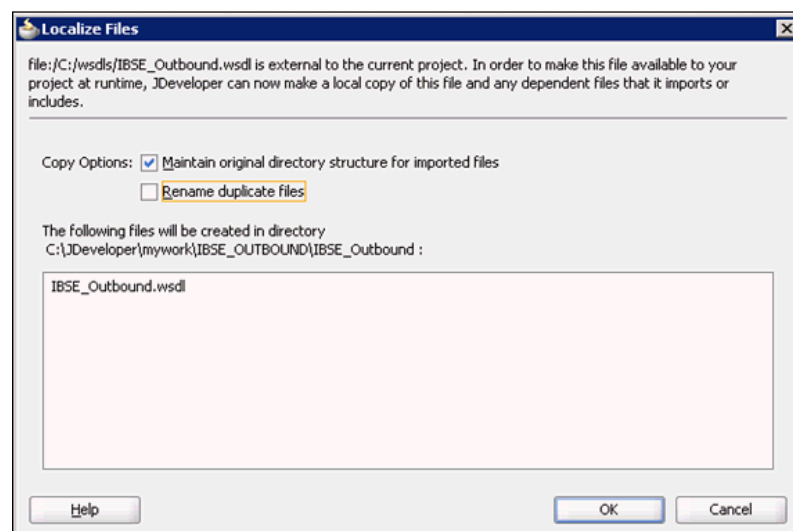 Localize Files
file:/C:/wsdls/IBSE_Outbound.wsdl is external to the current project. In order to make this file available to your
project at runtime, JDeveloper can now make a local copy of this file and any dependent files that it imports or
includes.
Copy Options: Maintain original directory structure for imported files
Rename duplicate files
The following files will be created in directory
C:\JDeveloper\mywork\IBSE_OUTBOUND\IBSE_Outbound :
IBSE_Outbound.wsdl
Help OK Cancel